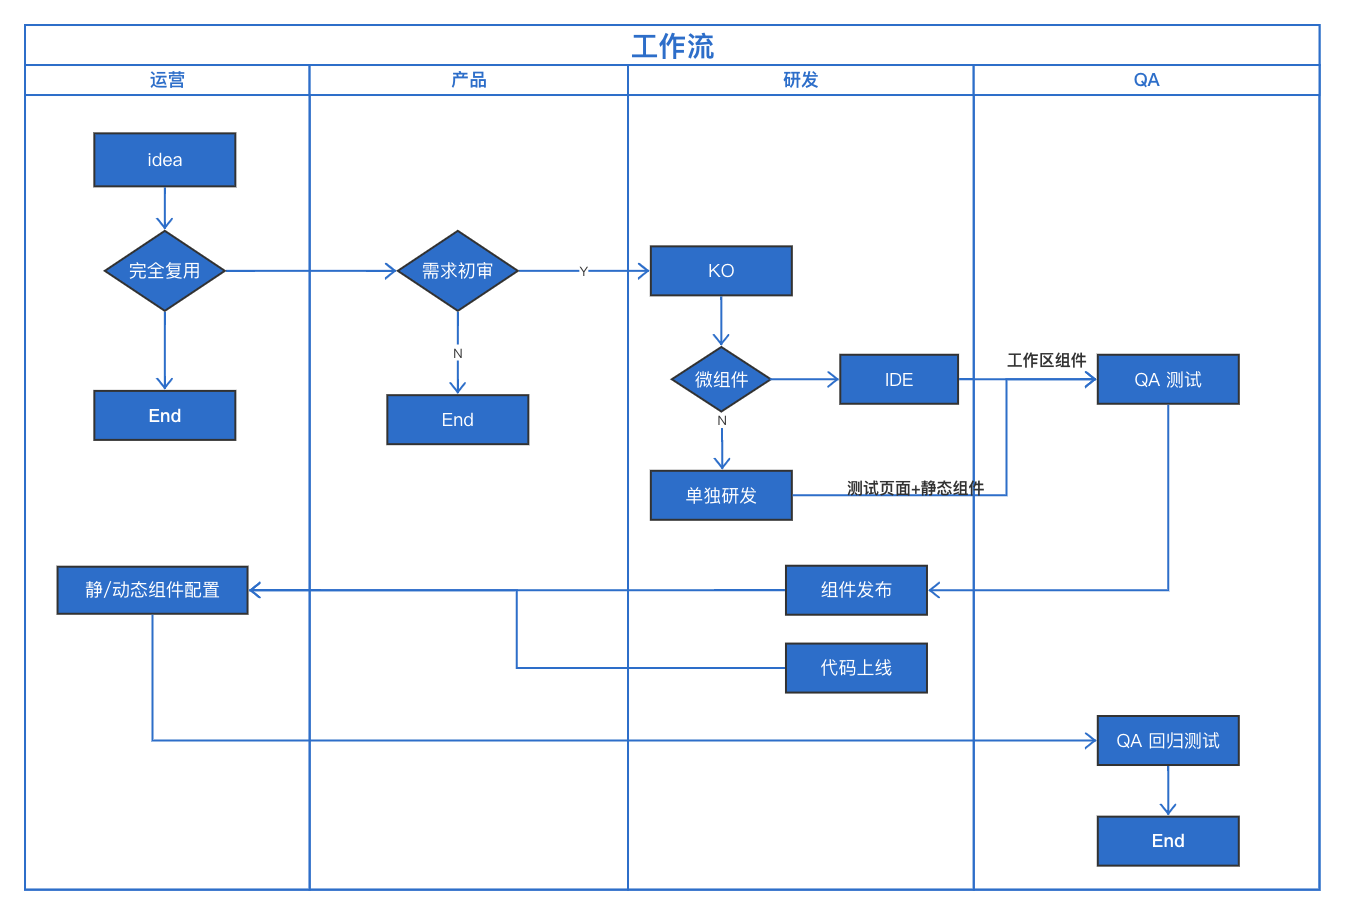 工作流
运营
产品
研发
QA
idea
完全复用
需求初审
Y
KO
N
微组件
IDE
工作区组件
QA 测试
End
End
N
单独研发
测试页面+静态组件
静/动态组件配置
组件发布
代码上线
QA 回归测试
End